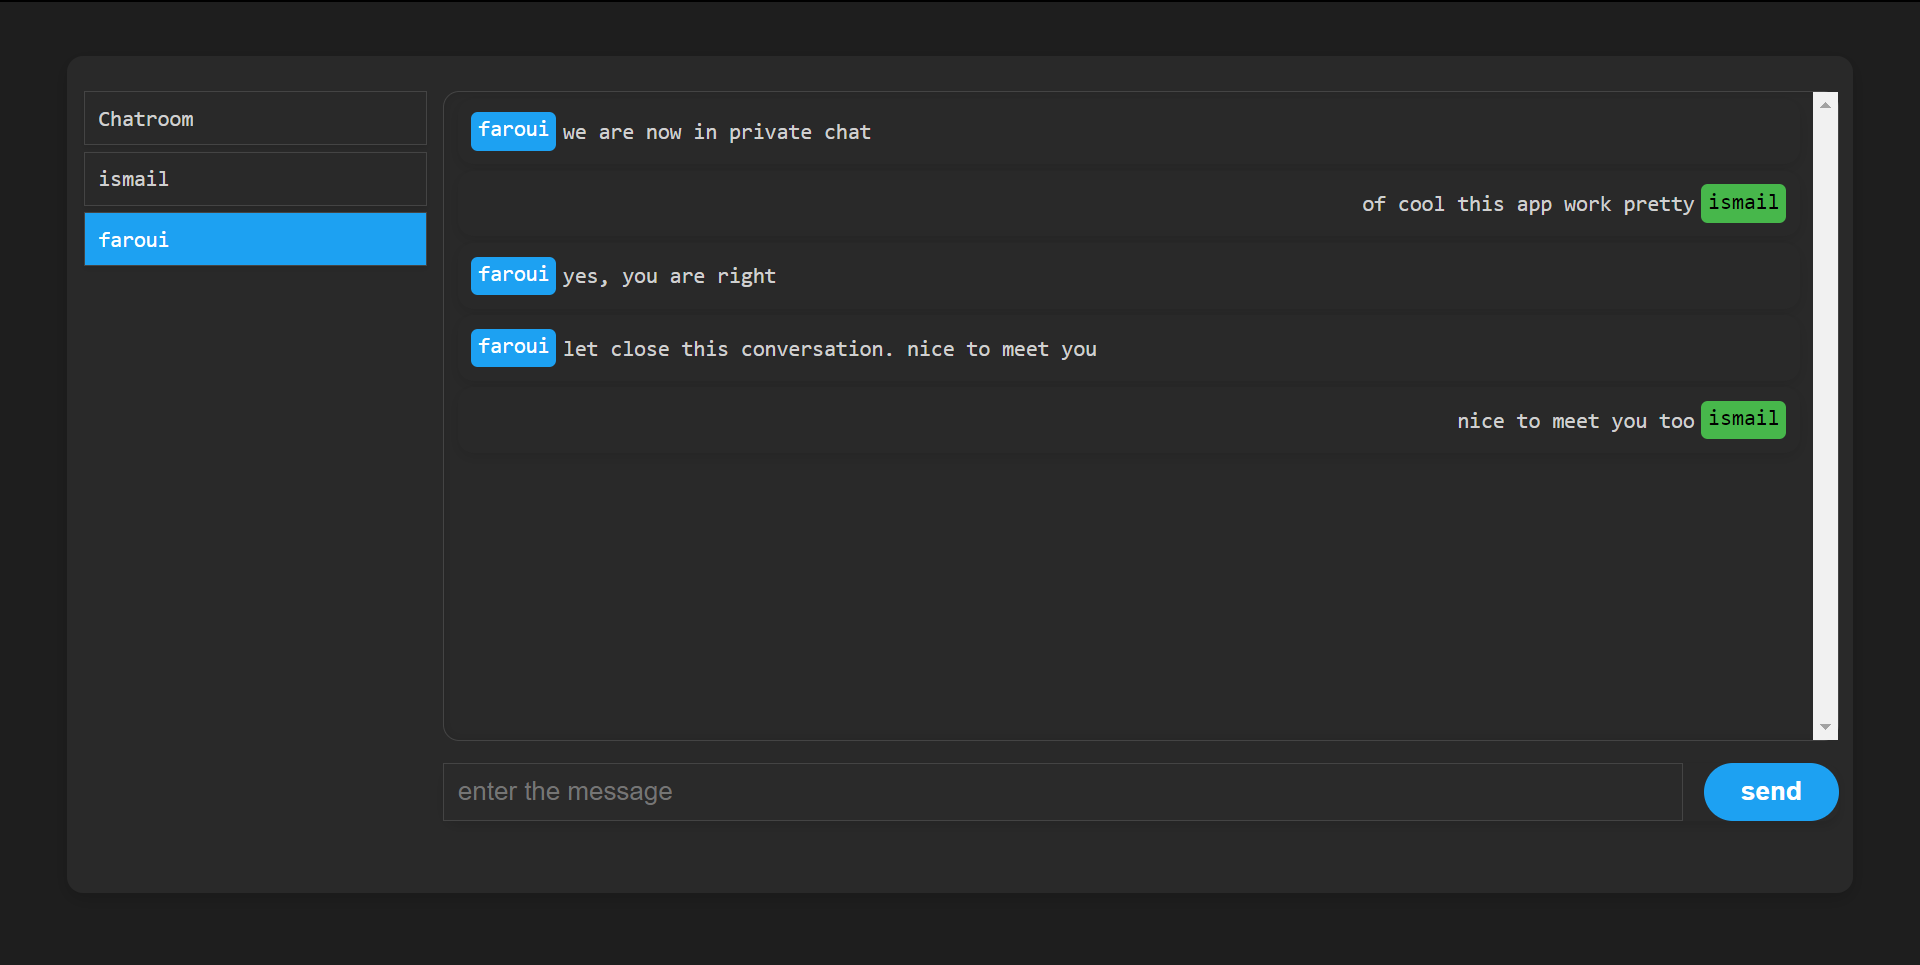 Chatroom
ismail
faroui
faroui we are now in private chat
of cool this app work pretty ismail
faroui yes, you are right
faroui let close this conversation. nice to meet you
nice to meet you too ismail
enter the message
send